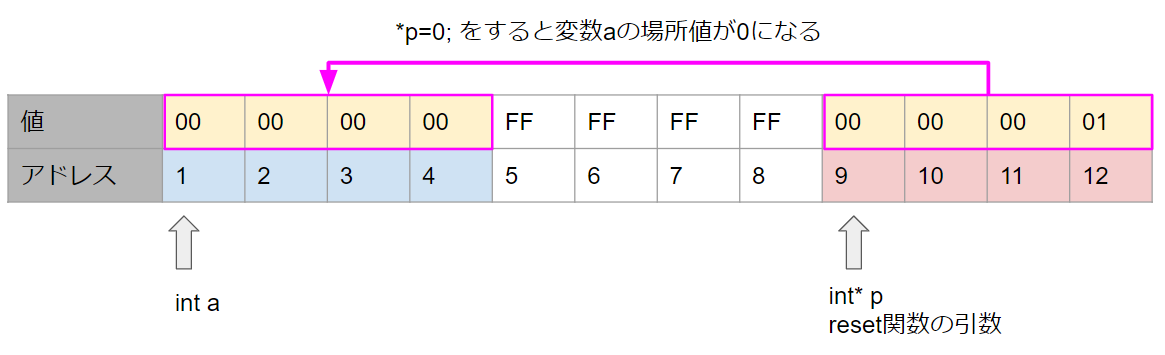 *p=0; をすると変数aの場所値が0になる
値 00 00 00 00 FF FF FF FF 00 00 00 01
アドレス 1 2 3 4 5 6 7 8 9 10 11 12
int a
int* p
reset関数の引数